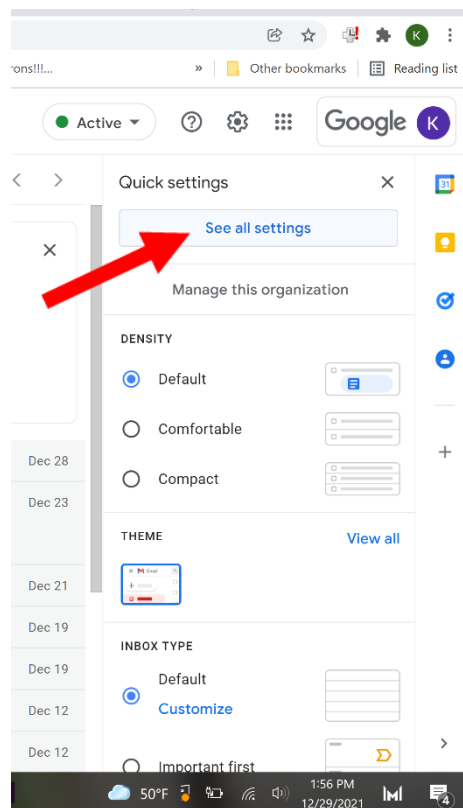 rons!!!...
»
Other bookmarks
Reading list
Active
Google
K
K
Quick settings
31
See all settings
Manage this organization
DENSITY
Default
Comfortable
Compact
Dec 28
Dec 23
THEME
View all
Gmail
Dec 21
Dec 19
INBOX TYPE
Dec 19
Default
Customize
Dec 12
Dec 12
Important first
50°F
1:56 PM
12/29/2021
4